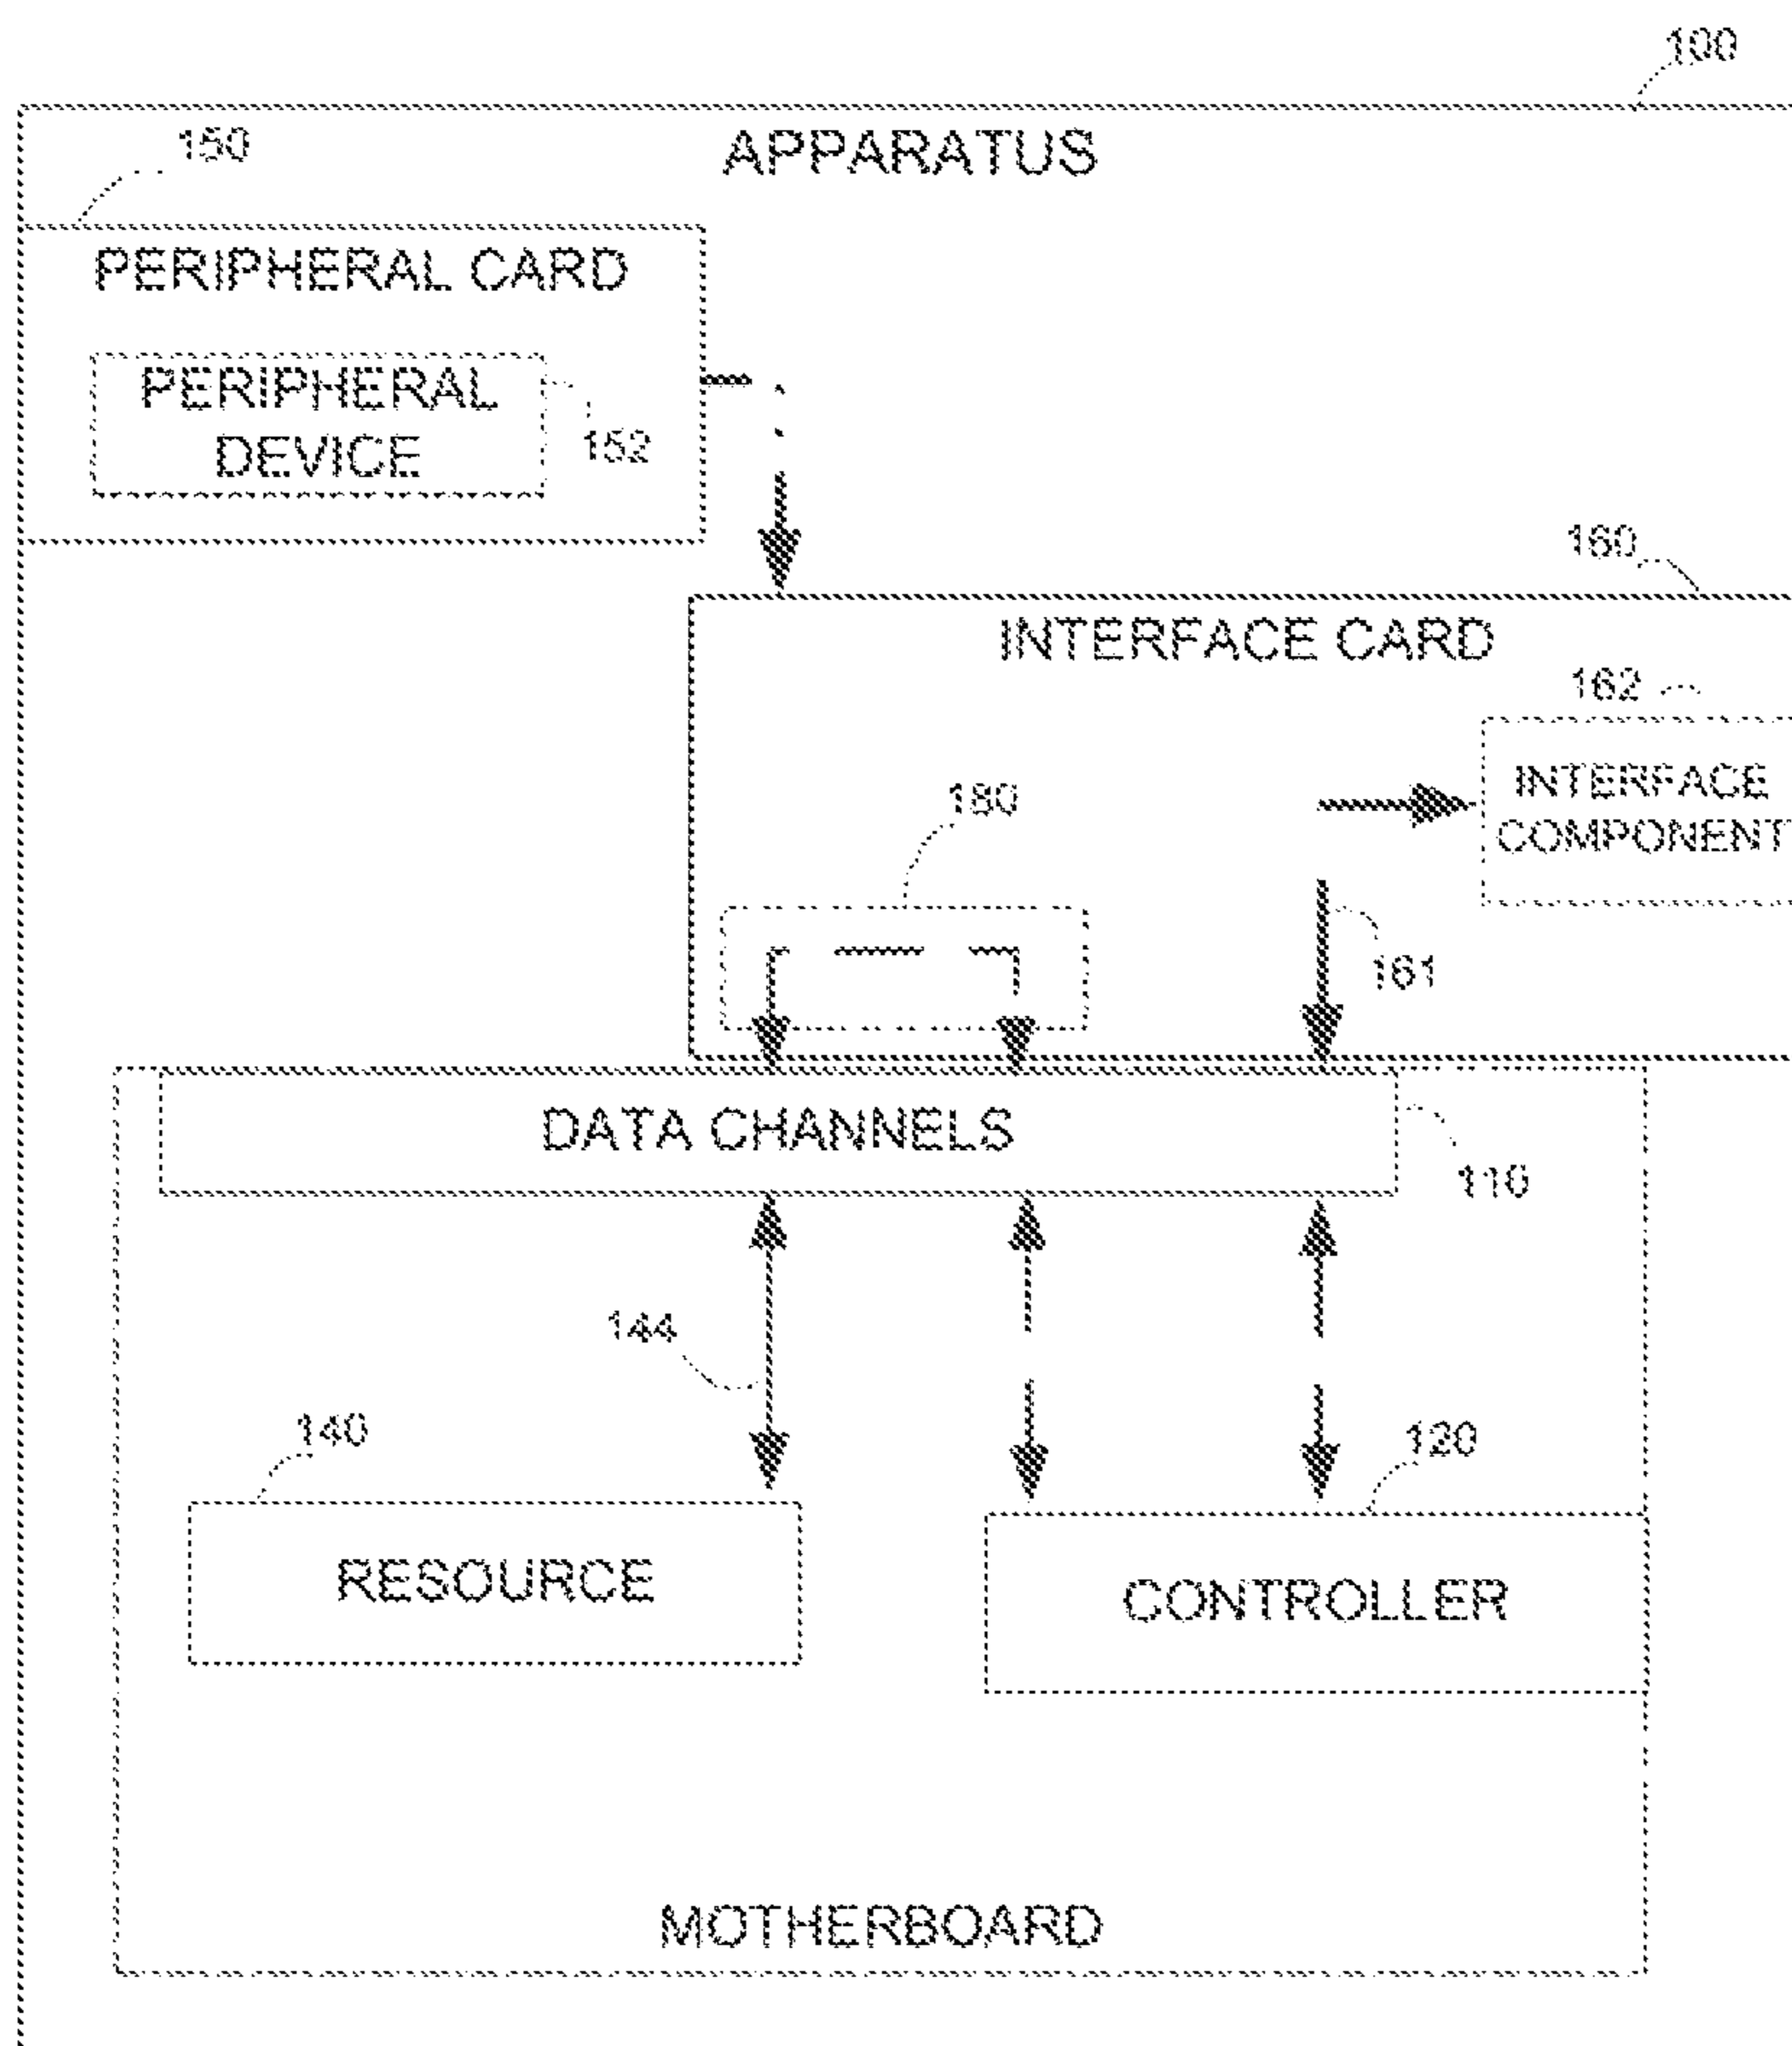 100
APPARATUS
150
PERIPHERAL CARD
PERIPHERAL
DEVICE
152
160
INTERFACE CARD
162
INTERFACE
COMPONENT
180
161
DATA CHANNELS
110
144
140
120
RESOURCE
CONTROLLER
MOTHERBOARD